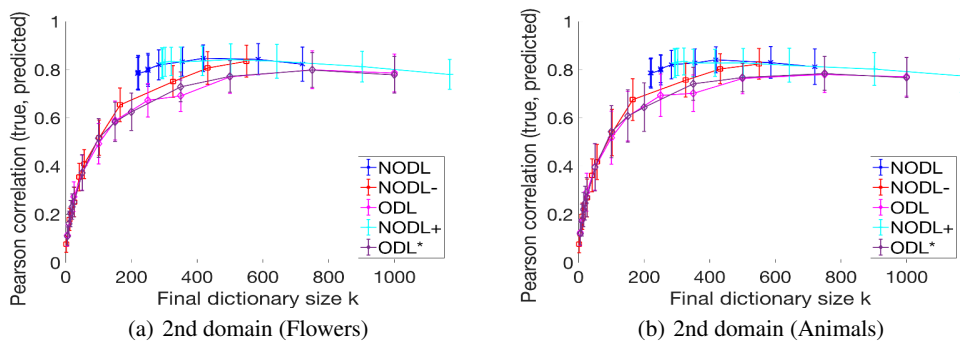 Pearson correlation (true, predicted)
1
0.8
0.6
0.4
0.2
0
0 200 400 600 800 1000
Final dictionary size k
NODL
NODL-
ODL
NODL+
ODL*
(a) 2nd domain (Flowers)
Pearson correlation (true, predicted)
1
0.8
0.6
0.4
0.2
0
0 200 400 600 800 1000
Final dictionary size k
NODL
NODL-
ODL
NODL+
ODL*
(b) 2nd domain (Animals)